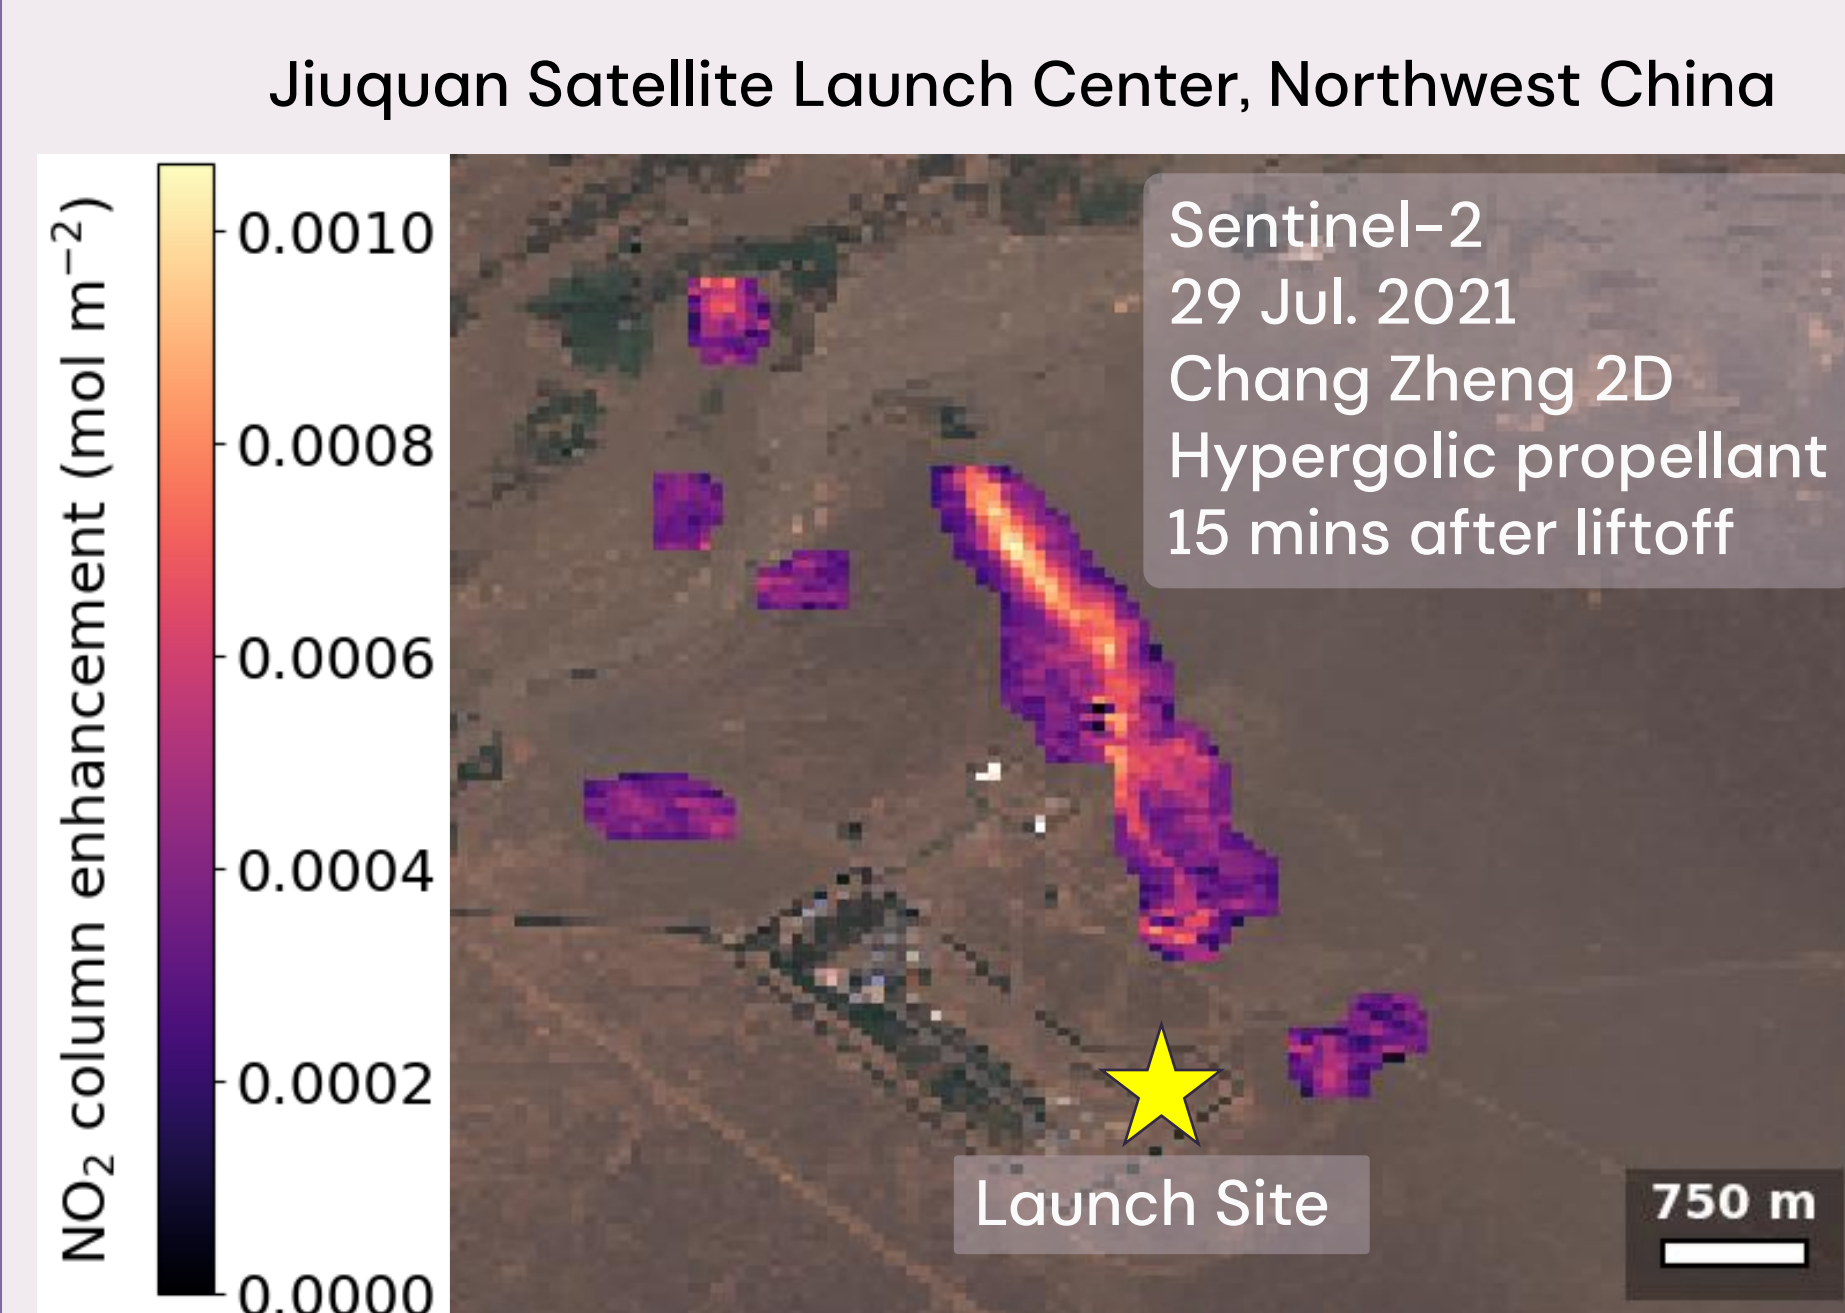 Jiuquan Satellite Launch Center, Northwest China
NO₂ column enhancement (mol m⁻²)
0.0010
0.0008
0.0006
0.0004
0.0002
0.0000
Sentinel-2
29 Jul. 2021
Chang Zheng 2D
Hypergolic propellant
15 mins after liftoff
Launch Site
750 m